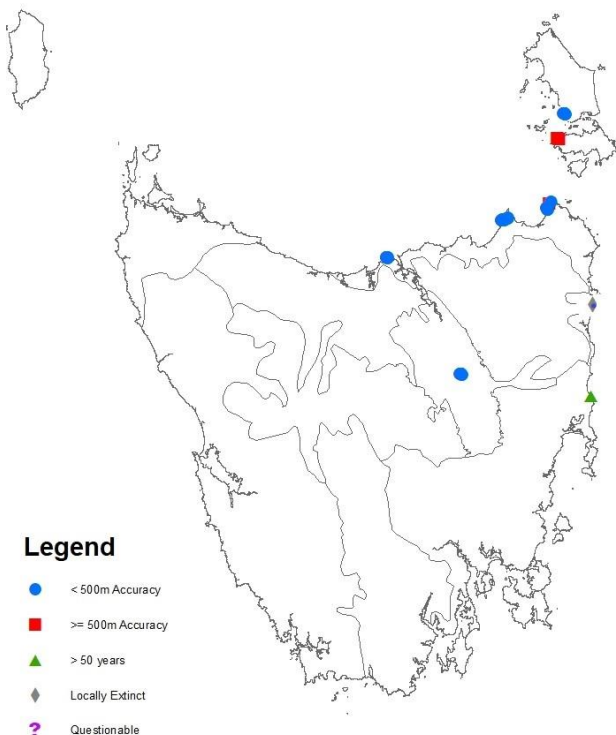 Legend
< 500m Accuracy
>= 500m Accuracy
> 50 years
Locally Extinct
? Questionable